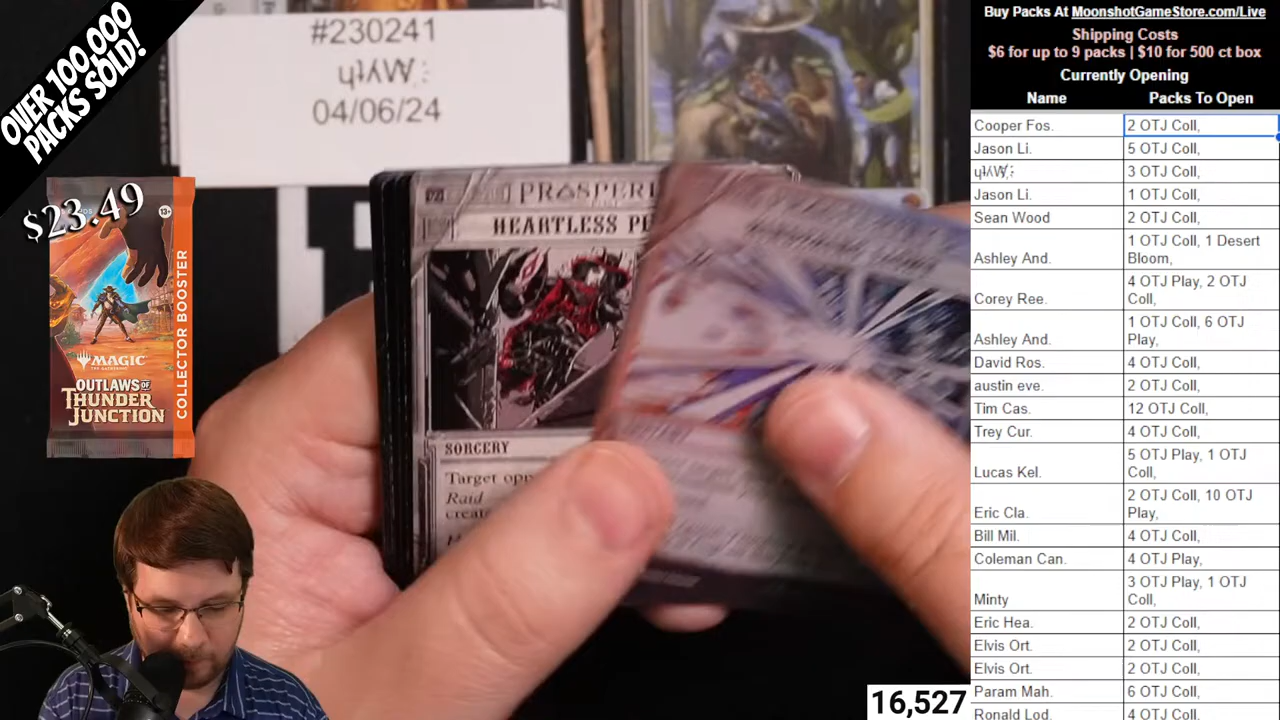 OVER 100,000
PACKS SOLD!
$23.49
13+
MAGIC
THE GATHERING
OUTLAWS OF
THUNDER
JUNCTION
COLLECTOR BOOSTER
#230241
04/06/24
HEARTLESS
SORCERY
Target
Raid
16,527
Buy Packs At MoonshotGameStore.com/Live
Shipping Costs
$6 for up to 9 packs | $10 for 500 ct box
Currently Opening
Name Packs To Open
Cooper Fos. 2 OTJ Coll,
Jason Li. 5 OTJ Coll,
3 OTJ Coll,
Jason Li. 1 OTJ Coll,
Sean Wood 2 OTJ Coll,
Ashley And. 1 OTJ Coll, 1 Desert
Bloom,
Corey Ree. 4 OTJ Play, 2 OTJ
Coll,
Ashley And. 1 OTJ Coll, 6 OTJ
Play,
David Ros. 4 OTJ Coll,
austin eve. 2 OTJ Coll,
Tim Cas. 12 OTJ Coll,
Trey Cur. 4 OTJ Coll,
Lucas Kel. 5 OTJ Play, 1 OTJ
Coll,
Eric Cla. 2 OTJ Coll, 10 OTJ
Play,
Bill Mil. 4 OTJ Coll,
Coleman Can. 4 OTJ Play,
Minty 3 OTJ Play, 1 OTJ
Coll,
Eric Hea. 2 OTJ Coll,
Elvis Ort. 2 OTJ Coll,
Elvis Ort. 2 OTJ Coll,
Param Mah. 6 OTJ Coll,
Ronald Lod. 4 OTJ Coll,